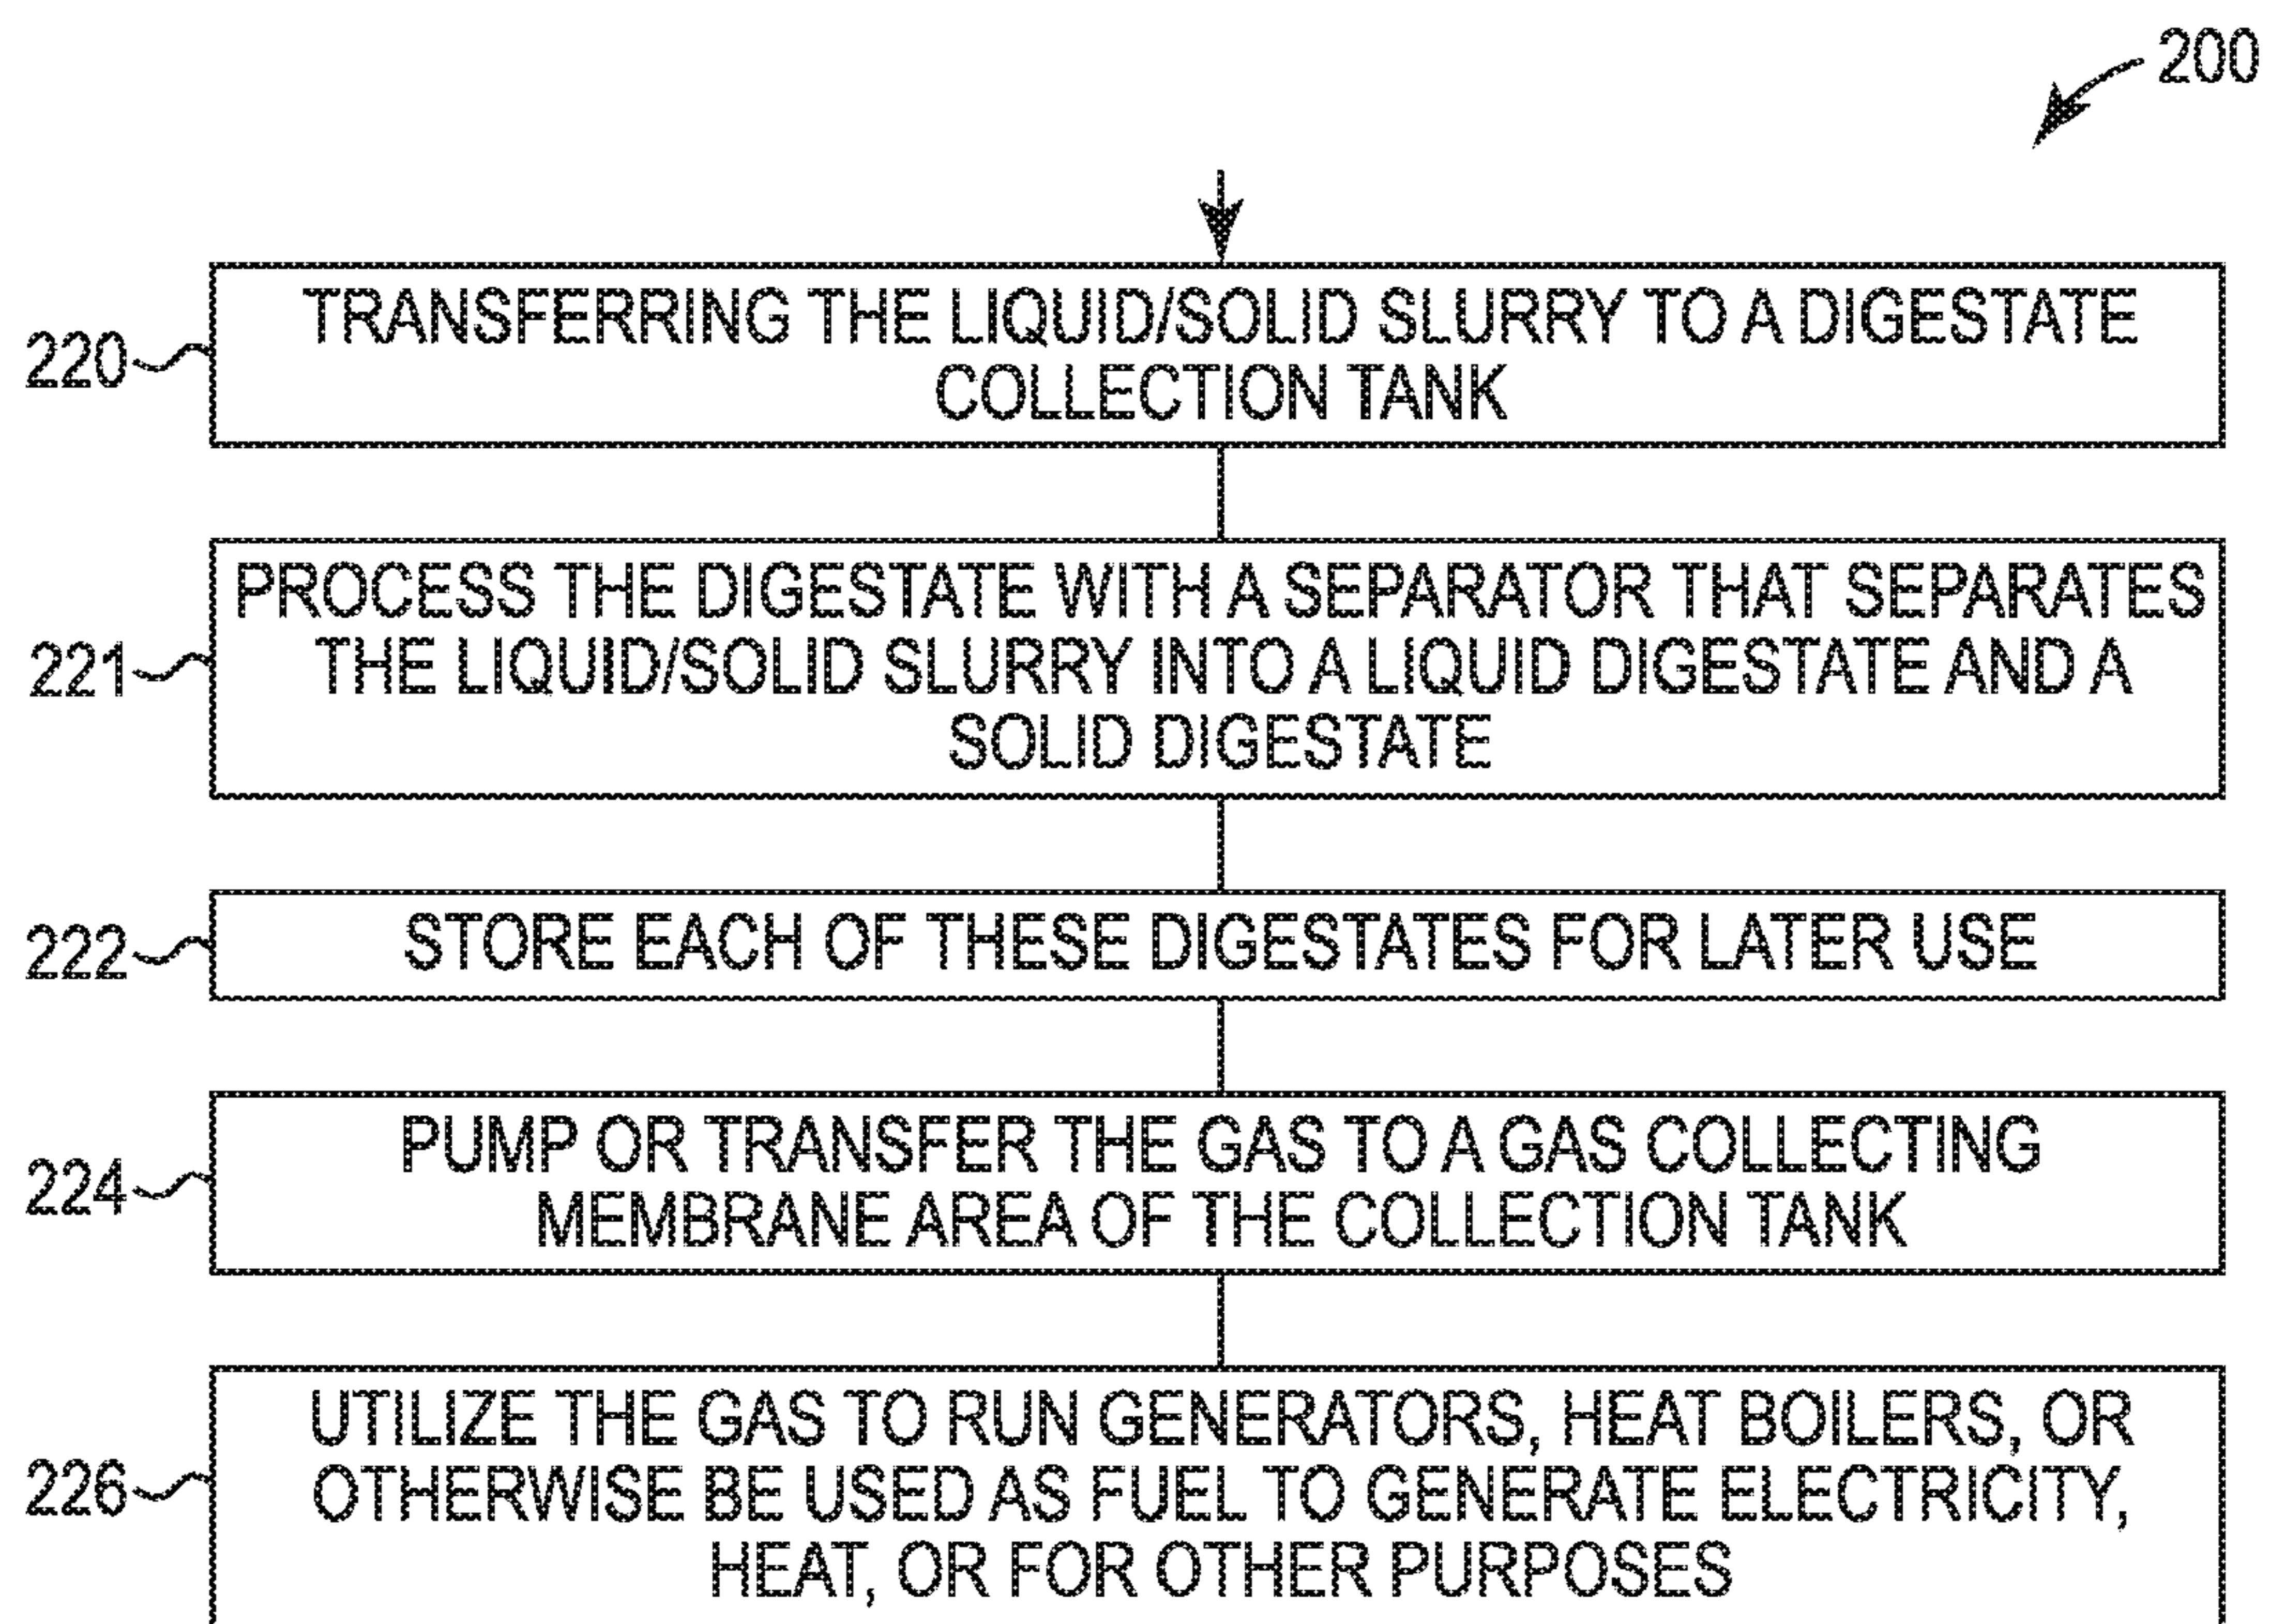 200
220
TRANSFERRING THE LIQUID/SOLID SLURRY TO A DIGESTATE
COLLECTION TANK
221
PROCESS THE DIGESTATE WITH A SEPARATOR THAT SEPARATES
THE LIQUID/SOLID SLURRY INTO A LIQUID DIGESTATE AND A
SOLID DIGESTATE
222
STORE EACH OF THESE DIGESTATES FOR LATER USE
224
PUMP OR TRANSFER THE GAS TO A GAS COLLECTING
MEMBRANE AREA OF THE COLLECTION TANK
226
UTILIZE THE GAS TO RUN GENERATORS, HEAT BOILERS, OR
OTHERWISE BE USED AS FUEL TO GENERATE ELECTRICITY,
HEAT, OR FOR OTHER PURPOSES